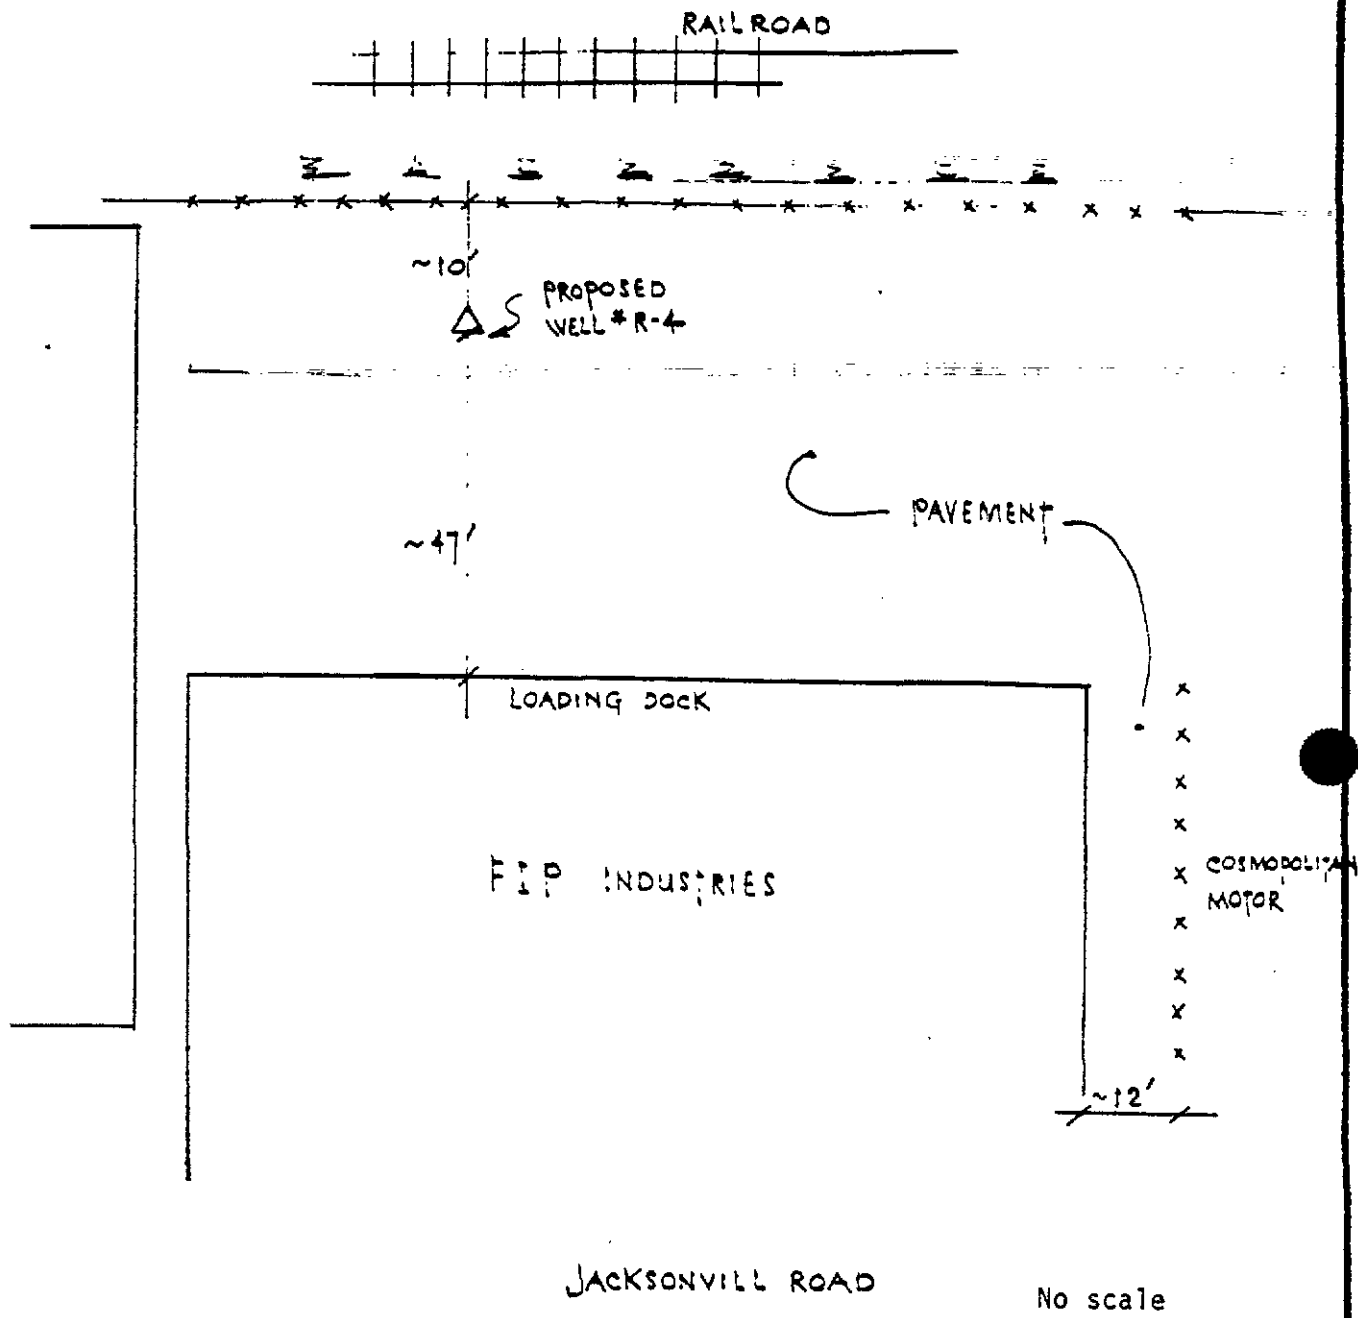 RAILROAD
~10'
PROPOSED
WELL # R-4
PAVEMENT
~47'
LOADING DOCK
FIP INDUSTRIES
COSMOPOLITAN
MOTOR
~12'
JACKSONVILL ROAD
No scale